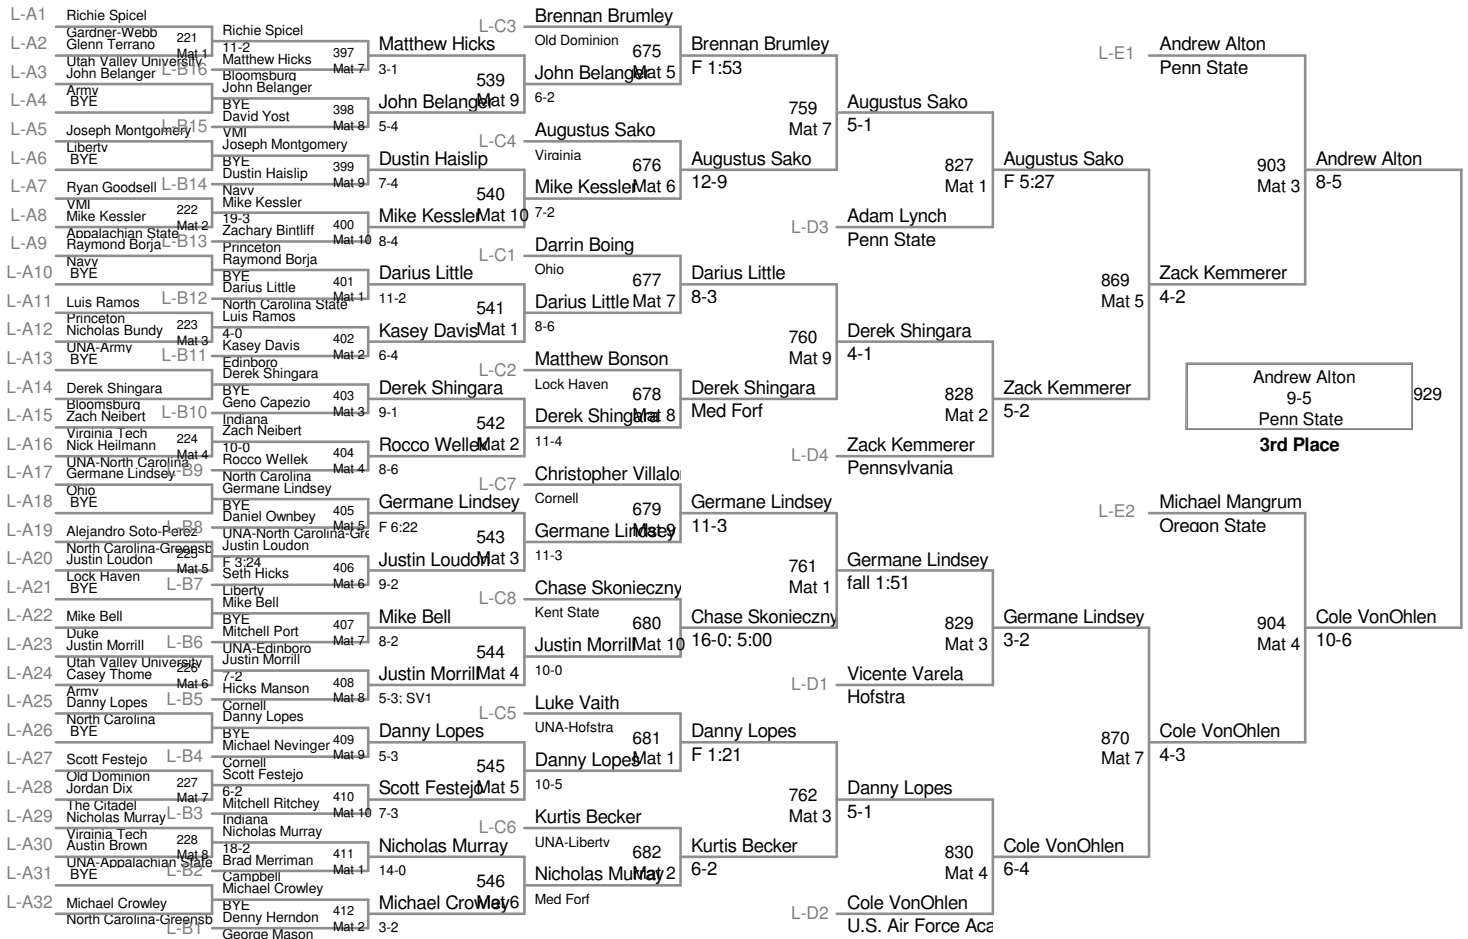 L-A1 Richie Spicel
Gardner-Webb
L-A2 Glenn Terrano
221
Mat 1
Utah Valley University
L-A3 John Belanger
Army
L-A4 BYE
L-A5 Joseph Montgomery
Liberty
L-A6 BYE
L-A7 Ryan Goodsell
VMI
L-A8 Mike Kessler
222
Mat 2
Appalachian State
L-A9 Raymond Borja
Navy
L-A10 BYE
L-A11 Luis Ramos
Princeton
L-A12 Nicholas Bundy
223
Mat 3
UNA-Army
L-A13 BYE
L-A14 Derek Shingara
Bloomsburg
L-A15 Zach Neibert
Virginia Tech
L-A16 Nick Heilmann
224
Mat 4
UNA-North Carolina
L-A17 Germane Lindsey
Ohio
L-A18 BYE
L-A19 Alejandro Soto-Perez
North Carolina-Greensb
L-A20 Justin Loudon
225
Mat 5
Lock Haven
L-A21 BYE
L-A22 Mike Bell
Duke
L-A23 Justin Morrill
Utah Valley University
L-A24 Casey Thome
226
Mat 6
Army
L-A25 Danny Lopes
North Carolina
L-A26 BYE
L-A27 Scott Festejo
Old Dominion
L-A28 Jordan Dix
227
Mat 7
The Citadel
L-A29 Nicholas Murray
Virginia Tech
L-A30 Austin Brown
228
Mat 8
UNA-Appalachian State
L-A31 BYE
L-A32 Michael Crowley
North Carolina-Greensb
Richie Spicel
11-2
L-B16 Matthew Hicks
397
Mat 7
Bloomsburg
John Belanger
BYE
L-B15 David Yost
398
Mat 8
VMI
Joseph Montgomery
BYE
L-B14 Dustin Haislip
399
Mat 9
Navy
Mike Kessler
19-3
L-B13 Zachary Bintliff
400
Mat 10
Princeton
Raymond Borja
BYE
L-B12 Darius Little
401
Mat 1
North Carolina State
Luis Ramos
4-0
L-B11 Kasey Davis
402
Mat 2
Edinboro
Derek Shingara
BYE
L-B10 Geno Capezio
403
Mat 3
Indiana
Zach Neibert
10-0
L-B9 Rocco Wellek
404
Mat 4
North Carolina
Germane Lindsey
BYE
L-B8 Daniel Ownbey
405
Mat 5
UNA-North Carolina-Gre
Justin Loudon
F 3:24
L-B7 Seth Hicks
406
Mat 6
Liberty
Mike Bell
BYE
L-B6 Mitchell Port
407
Mat 7
UNA-Edinboro
Justin Morrill
7-2
L-B5 Hicks Manson
408
Mat 8
Cornell
Danny Lopes
BYE
L-B4 Michael Nevinger
409
Mat 9
Cornell
Scott Festejo
6-2
L-B3 Mitchell Ritchey
410
Mat 10
Indiana
Nicholas Murray
18-2
L-B2 Brad Merriman
411
Mat 1
Campbell
Michael Crowley
BYE
L-B1 Denny Herndon
412
Mat 2
George Mason
Matthew Hicks
3-1
539
Mat 9
John Belanger
5-4
Dustin Haislip
7-4
540
Mat 10
Mike Kessler
8-4
Darius Little
11-2
541
Mat 1
Kasey Davis
6-4
Derek Shingara
9-1
542
Mat 2
Rocco Wellek
8-6
Germane Lindsey
F 6:22
543
Mat 3
Justin Loudon
9-2
Mike Bell
8-2
544
Mat 4
Justin Morrill
5-3; SV1
Danny Lopes
5-3
545
Mat 5
Scott Festejo
7-3
Nicholas Murray
14-0
546
Mat 6
Michael Crowley
3-2
L-C3 Brennan Brumley
Old Dominion
675
Mat 5
John Belanger
6-2
L-C4 Augustus Sako
Virginia
676
Mat 6
Mike Kessler
7-2
L-C1 Darrin Boing
Ohio
677
Mat 7
Darius Little
8-6
L-C2 Matthew Bonson
Lock Haven
678
Mat 8
Derek Shingara
11-4
L-C7 Christopher Villalo
Cornell
679
Mat 9
Germane Lindsey
11-3
L-C8 Chase Skonieczny
Kent State
680
Mat 10
Justin Morrill
10-0
L-C5 Luke Vaith
UNA-Hofstra
681
Mat 1
Danny Lopes
10-5
L-C6 Kurtis Becker
UNA-Liberty
682
Mat 2
Nicholas Murray
Med Forf
Brennan Brumley
F 1:53
759
Mat 7
Augustus Sako
12-9
Darius Little
8-3
760
Mat 9
Derek Shingara
Med Forf
Germane Lindsey
11-3
761
Mat 1
Chase Skonieczny
16-0; 5:00
Danny Lopes
F 1:21
762
Mat 3
Kurtis Becker
6-2
Augustus Sako
5-1
827
Mat 1
L-D3 Adam Lynch
Penn State
Derek Shingara
4-1
828
Mat 2
L-D4 Zack Kemmerer
Pennsylvania
Germane Lindsey
fall 1:51
829
Mat 3
L-D1 Vicente Varela
Hofstra
Danny Lopes
5-1
830
Mat 4
L-D2 Cole VonOhlen
U.S. Air Force Aca
Augustus Sako
F 5:27
869
Mat 5
Zack Kemmerer
5-2
Germane Lindsey
3-2
870
Mat 7
Cole VonOhlen
6-4
L-E1 Andrew Alton
Penn State
903
Mat 3
Zack Kemmerer
4-2
L-E2 Michael Mangrum
Oregon State
904
Mat 4
Cole VonOhlen
4-3
Andrew Alton
8-5
Andrew Alton
9-5
Penn State
929
3rd Place
Cole VonOhlen
10-6